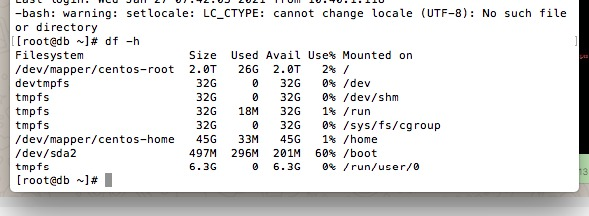 Last login: Wed Jan 27 07:42:05 2021 from 10.40.1.118
-bash: warning: setlocale: LC_CTYPE: cannot change locale (UTF-8): No such file
or directory
[[root@db ~]# df -h ]
Filesystem Size Used Avail Use% Mounted on
/dev/mapper/centos-root 2.0T 26G 2.0T 2% /
devtmpfs 32G 0 32G 0% /dev
tmpfs 32G 0 32G 0% /dev/shm
tmpfs 32G 18M 32G 1% /run
tmpfs 32G 0 32G 0% /sys/fs/cgroup
/dev/mapper/centos-home 45G 33M 45G 1% /home
/dev/sda2 497M 296M 201M 60% /boot
tmpfs 6.3G 0 6.3G 0% /run/user/0
[root@db ~]#